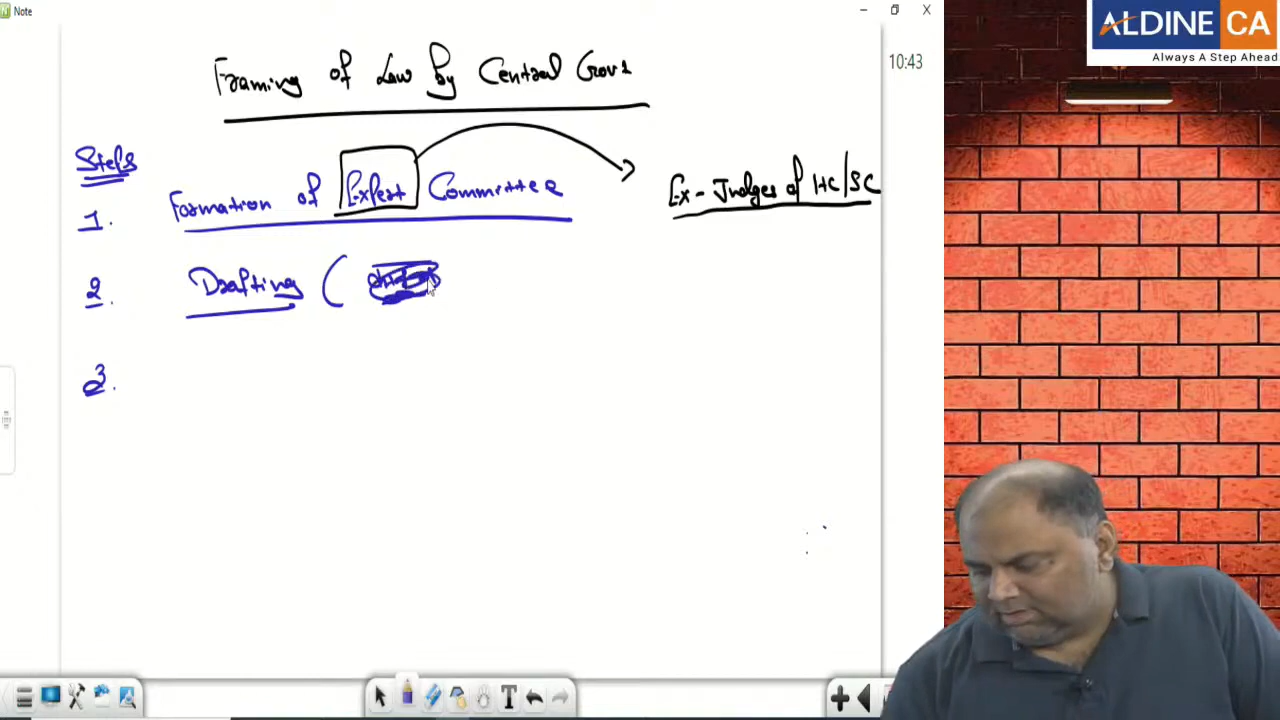 Note
ALDINE CA
Always A Step Ahead
10:43
Framing of Law by Central Govt
Steps
1. Formation of Expert Committee
Ex - Judges of HC/SC
2. Drafting (
3.